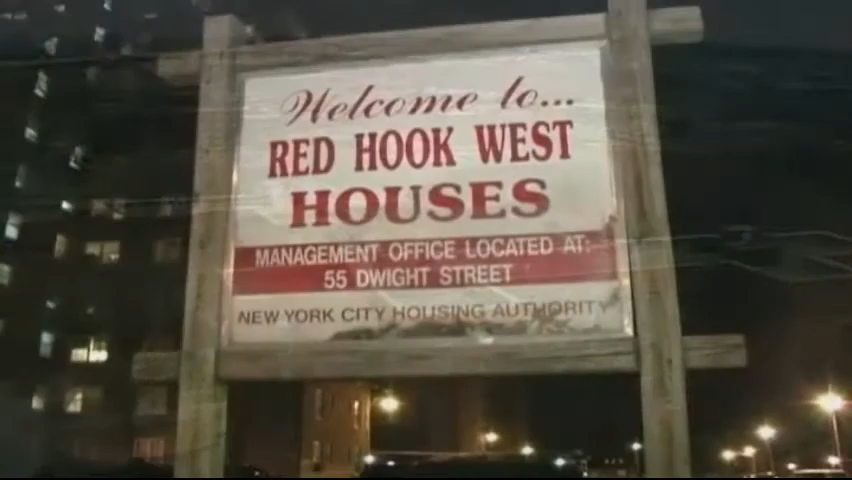 Welcome to...
RED HOOK WEST
HOUSES
MANAGEMENT OFFICE LOCATED AT:
55 DWIGHT STREET
NEW YORK CITY HOUSING AUTHORITY